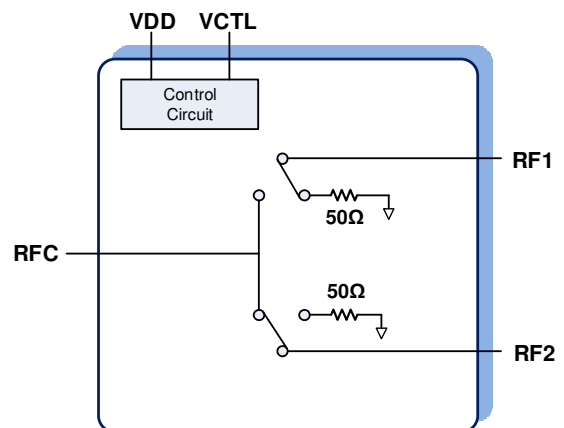 VDD VCTL
Control
Circuit
RF1
50Ω
RFC
50Ω
RF2